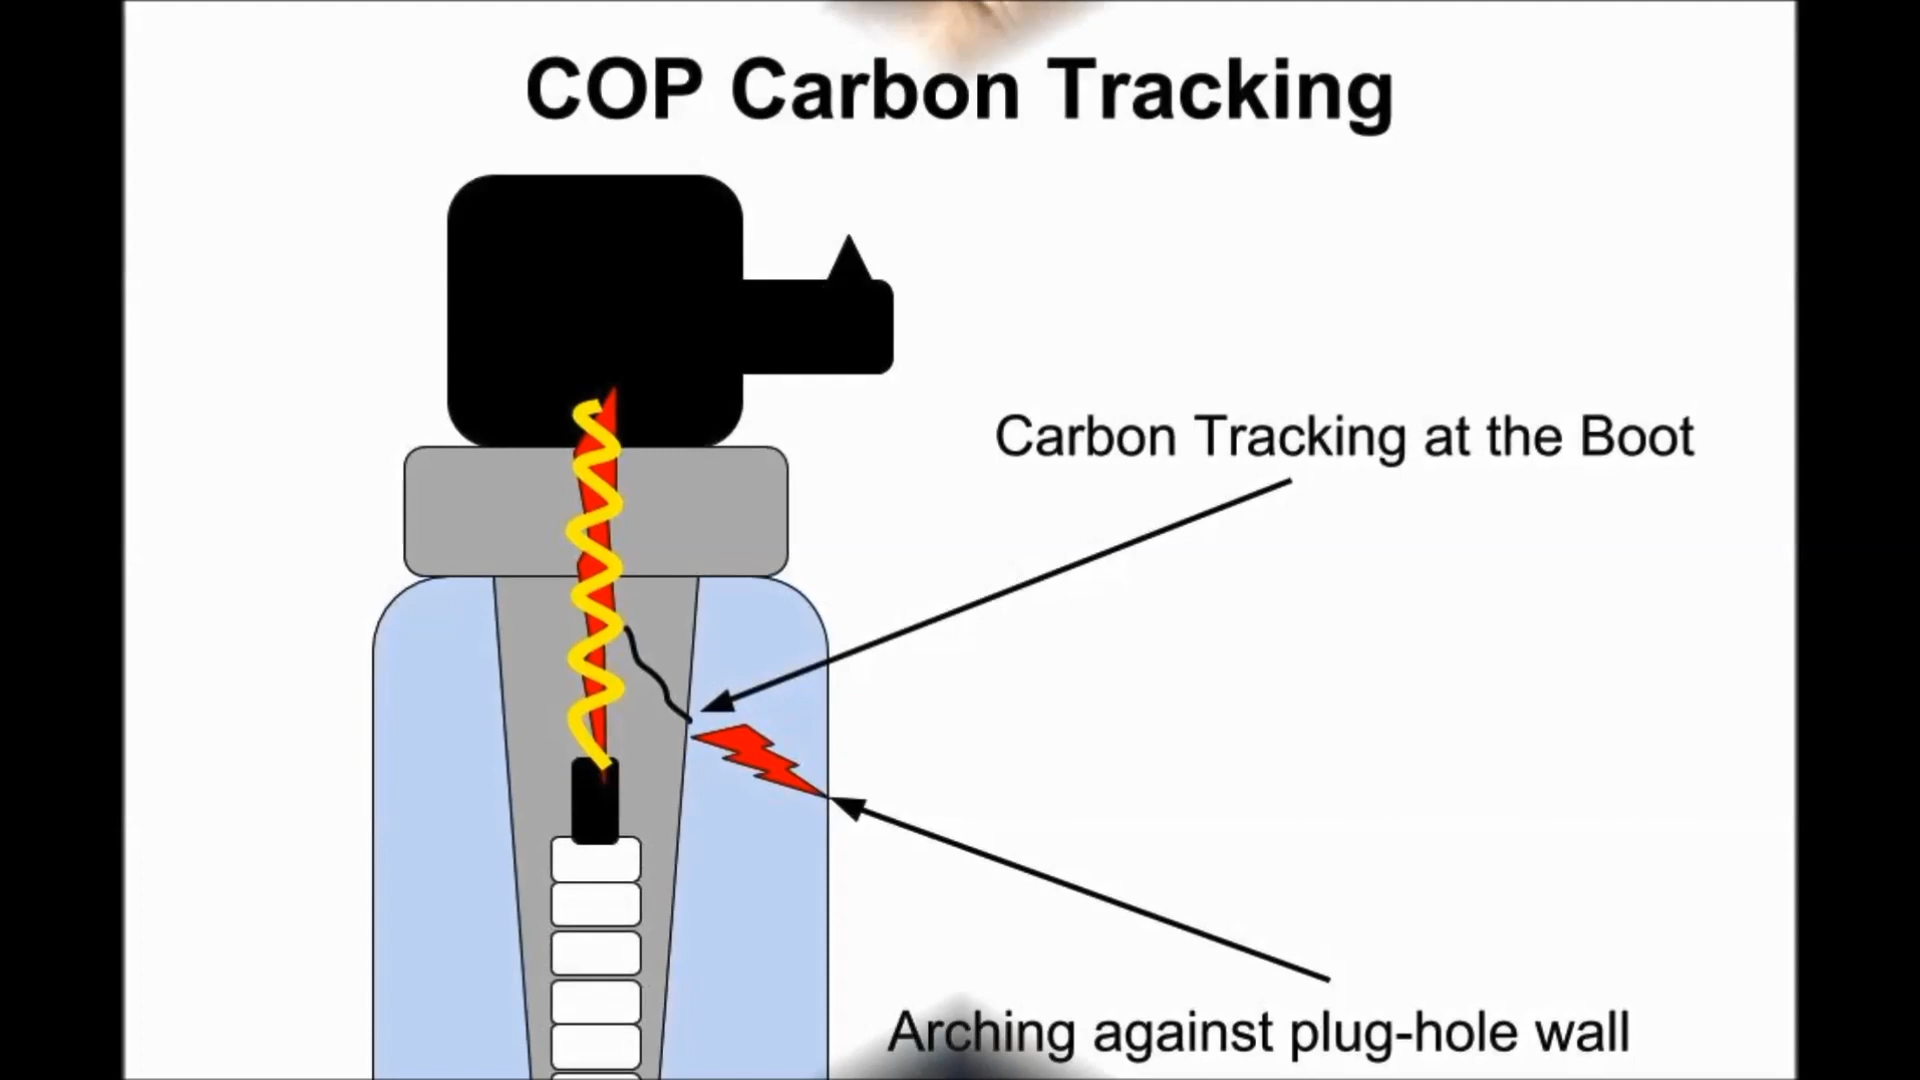 COP Carbon Tracking
Carbon Tracking at the Boot
Arching against plug-hole wall